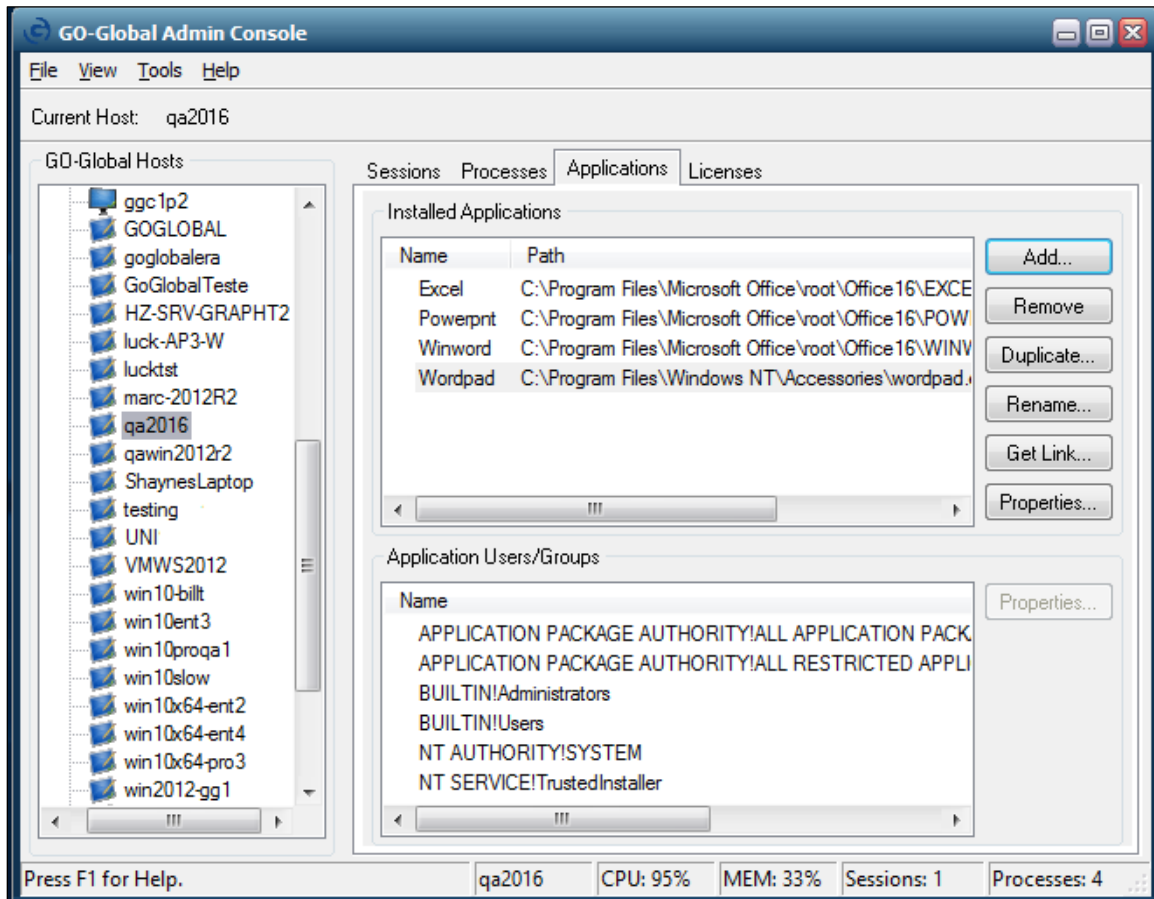 GO-Global Admin Console
File View Tools Help
Current Host: qa2016
GO-Global Hosts
ggc1p2
GOGLOBAL
goglobalera
GoGlobalTeste
HZ-SRV-GRAPHT2
luck-AP3-W
lucktst
marc-2012R2
qa2016
qawin2012r2
ShaynesLaptop
testing
UNI
VMWS2012
win10-billt
win10ent3
win10proqa1
win10slow
win10x64-ent2
win10x64-ent4
win10x64-pro3
win2012-gg1
Sessions Processes Applications Licenses
Installed Applications
Name Path
Excel C:\Program Files\Microsoft Office\root\Office16\EXCE
Powerpnt C:\Program Files\Microsoft Office\root\Office16\POW
Winword C:\Program Files\Microsoft Office\root\Office16\WINW
Wordpad C:\Program Files\Windows NT\Accessories\wordpad.
Add...
Remove
Duplicate...
Rename...
Get Link...
Properties...
Application Users/Groups
Name
APPLICATION PACKAGE AUTHORITY!ALL APPLICATION PACK
APPLICATION PACKAGE AUTHORITY!ALL RESTRICTED APPLI
BUILTIN!Administrators
BUILTIN!Users
NT AUTHORITY!SYSTEM
NT SERVICE!TrustedInstaller
Properties...
Press F1 for Help. qa2016 CPU: 95% MEM: 33% Sessions: 1 Processes: 4